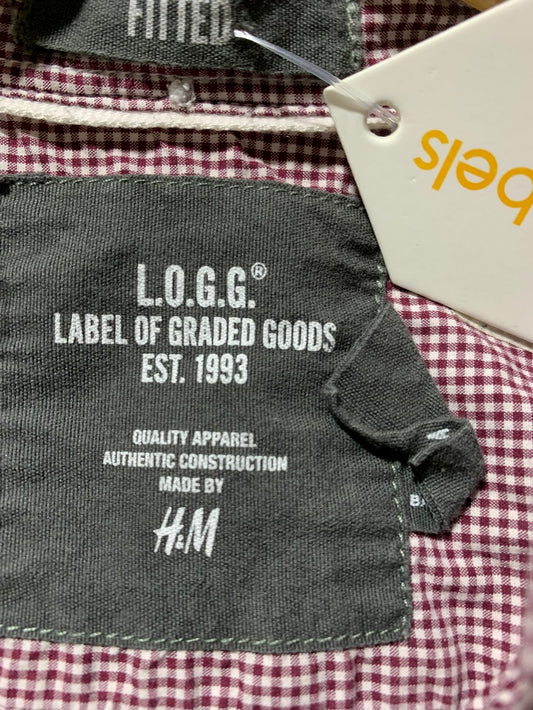 FITTED
bels
L.O.G.G.®
LABEL OF GRADED GOODS
EST. 1993
QUALITY APPAREL
AUTHENTIC CONSTRUCTION
MADE BY
H&M